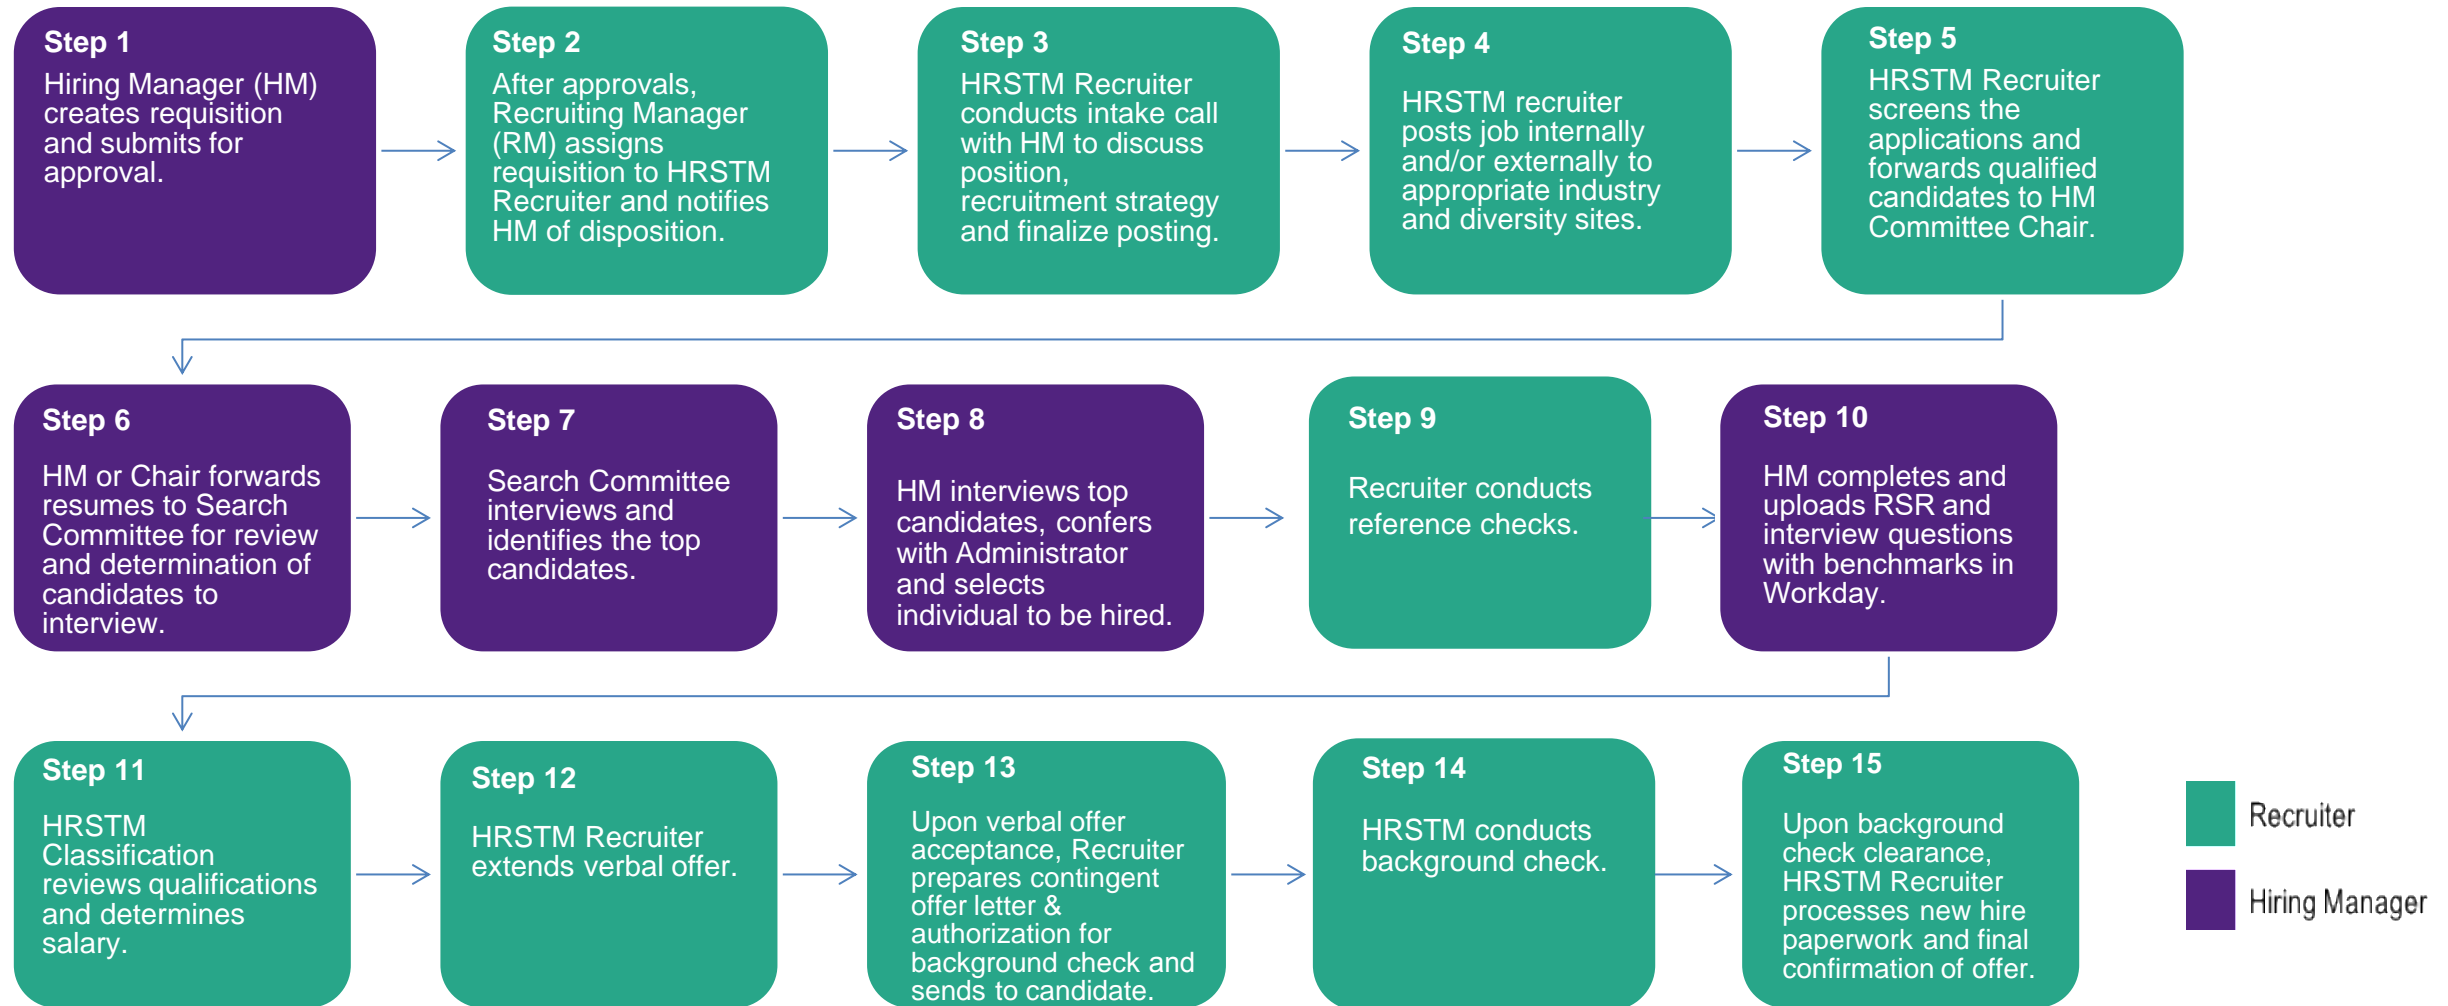 Step 1
Hiring Manager (HM)
creates requisition
and submits for
approval.
Step 2
After approvals,
Recruiting Manager
(RM) assigns
requisition to HRSTM
Recruiter and notifies
HM of disposition.
Step 3
HRSTM Recruiter
conducts intake call
with HM to discuss
position,
recruitment strategy
and finalize posting.
Step 4
HRSTM recruiter
posts job internally
and/or externally to
appropriate industry
and diversity sites.
Step 5
HRSTM Recruiter
screens the
applications and
forwards qualified
candidates to HM
Committee Chair.
Step 6
HM or Chair forwards
resumes to Search
Committee for review
and determination of
candidates to
interview.
Step 7
Search Committee
interviews and
identifies the top
candidates.
Step 8
HM interviews top
candidates, confers
with Administrator
and selects
individual to be hired.
Step 9
Recruiter conducts
reference checks.
Step 10
HM completes and
uploads RSR and
interview questions
with benchmarks in
Workday.
Step 11
HRSTM
Classification
reviews qualifications
and determines
salary.
Step 12
HRSTM Recruiter
extends verbal offer.
Step 13
Upon verbal offer
acceptance, Recruiter
prepares contingent
offer letter &
authorization for
background check and
sends to candidate.
Step 14
HRSTM conducts
background check.
Step 15
Upon background
check clearance,
HRSTM Recruiter
processes new hire
paperwork and final
confirmation of offer.
Recruiter
Hiring Manager